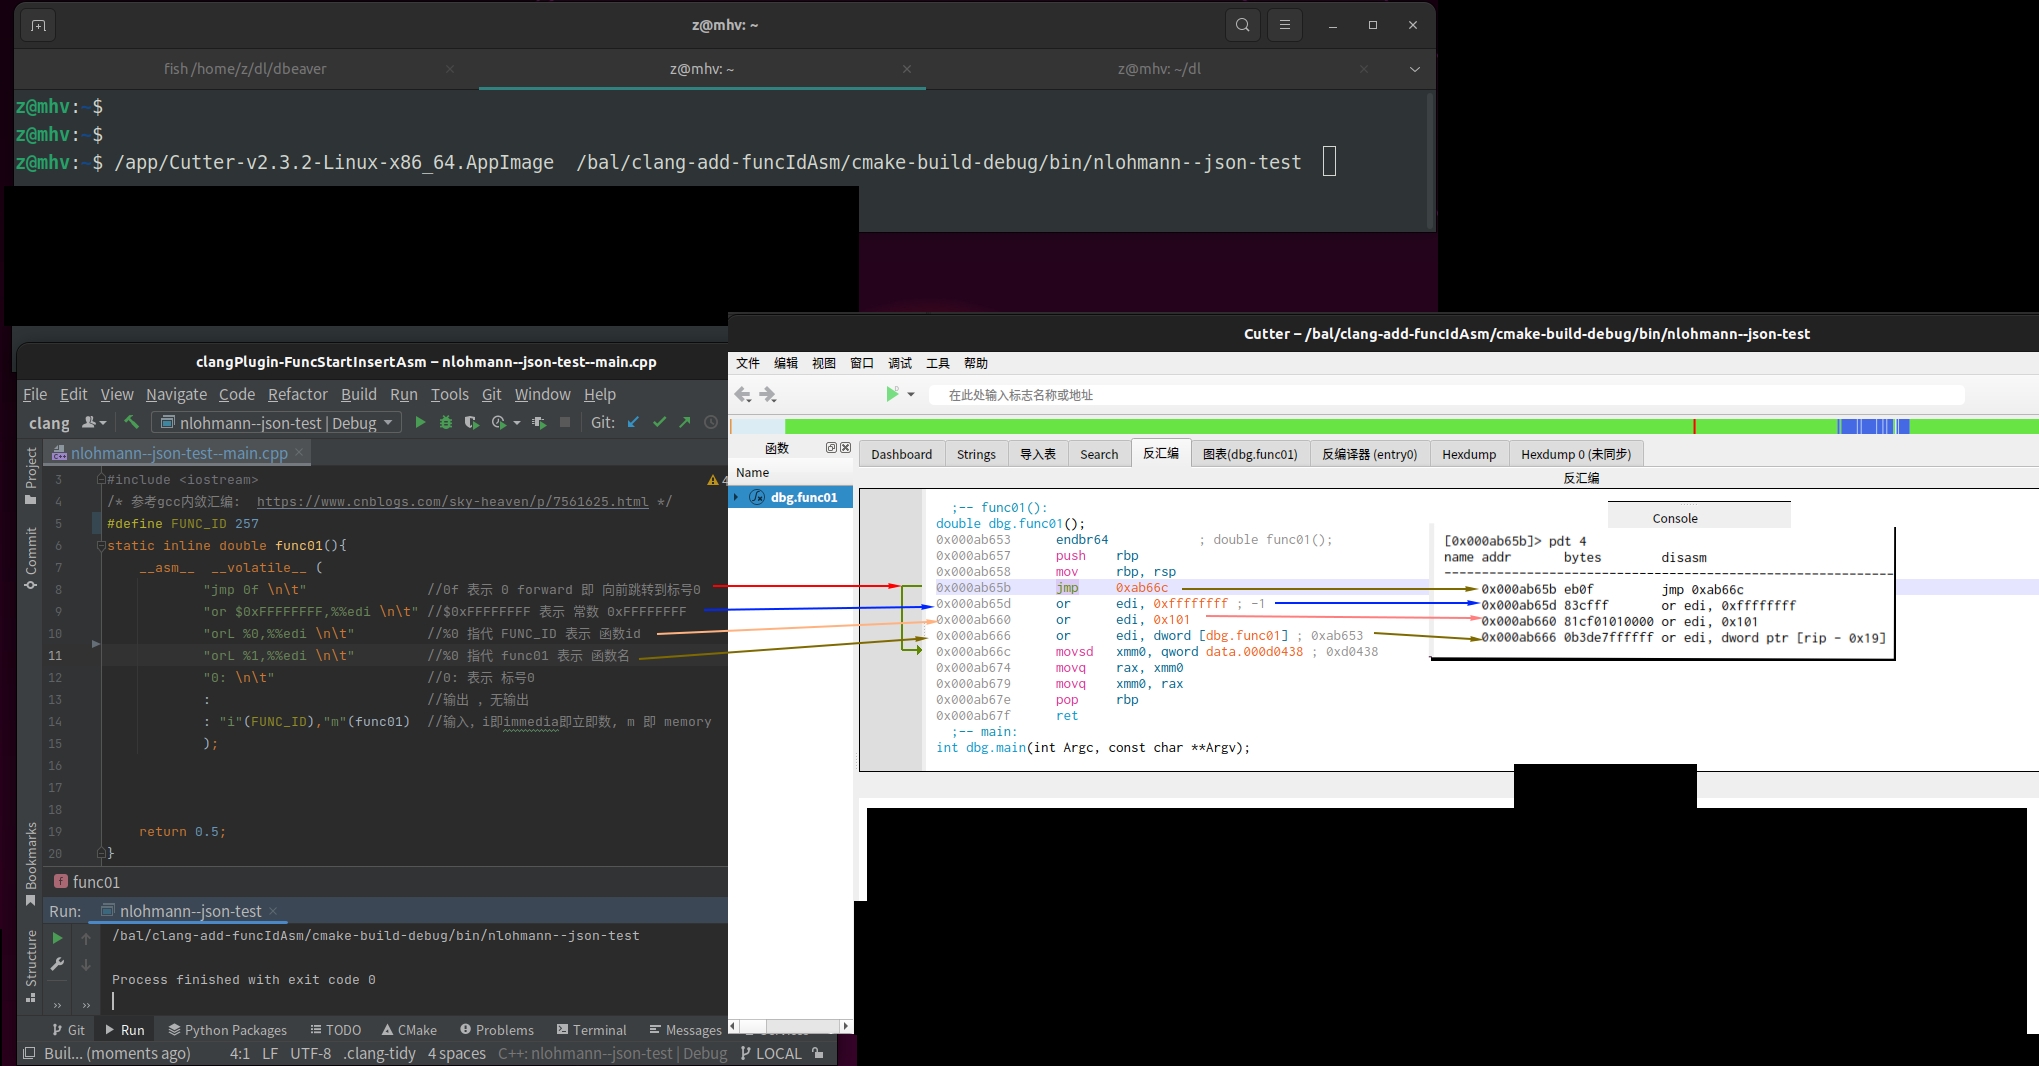 z@mhv: ~
fish /home/z/dl/dbeaver
z@mhv: ~
z@mhv: ~/dl
z@mhv:~$
z@mhv:~$
z@mhv:~$ /app/Cutter-v2.3.2-Linux-x86_64.AppImage  /bal/clang-add-funcIdAsm/cmake-build-debug/bin/nlohmann--json-test
clangPlugin-FuncStartInsertAsm – nlohmann--json-test--main.cpp
File Edit View Navigate Code Refactor Build Run Tools Git Window Help
clang nlohmann--json-test | Debug Git:
Project
Commit
Bookmarks
Structure
nlohmann--json-test--main.cpp
3 #include <iostream>
4 /* 参考gcc内敛汇编: https://www.cnblogs.com/sky-heaven/p/7561625.html */
5 #define FUNC_ID 257
6 static inline double func01(){
7 __asm__ __volatile__ (
8 "jmp 0f \n\t" //0f 表示 0 forward 即 向前跳转到标号0
9 "or $0xFFFFFFFF,%%edi \n\t" //$0xFFFFFFFF 表示 常数 0xFFFFFFFF
10 "orL %0,%%edi \n\t" //%0 指代 FUNC_ID 表示 函数id
11 "orL %1,%%edi \n\t" //%0 指代 func01 表示 函数名
12 "0: \n\t" //0: 表示 标号0
13 : //输出 , 无输出
14 : "i"(FUNC_ID),"m"(func01) //输入, i即immedia即立即数, m 即 memory
15 );
16
17
18
19 return 0.5;
20 }
func01
Run: nlohmann--json-test
/bal/clang-add-funcIdAsm/cmake-build-debug/bin/nlohmann--json-test
Process finished with exit code 0
Git Run Python Packages TODO CMake Problems Terminal Messages
Buil... (moments ago) 4:1 LF UTF-8 .clang-tidy 4 spaces C++: nlohmann--json-test | Debug LOCAL
Cutter – /bal/clang-add-funcIdAsm/cmake-build-debug/bin/nlohmann--json-test
文件 编辑 视图 窗口 调试 工具 帮助
在此处输入标志名称或地址
函数
Name
dbg.func01
Dashboard Strings 导入表 Search 反汇编 图表(dbg.func01) 反编译器 (entry0) Hexdump Hexdump 0 (未同步)
反汇编
;-- func01():
double dbg.func01();
0x000ab653 endbr64 ; double func01();
0x000ab657 push rbp
0x000ab658 mov rbp, rsp
0x000ab65b jmp 0xab66c
0x000ab65d or edi, 0xffffffff ; -1
0x000ab660 or edi, 0x101
0x000ab666 or edi, dword [dbg.func01] ; 0xab653
0x000ab66c movsd xmm0, qword data.000d0438 ; 0xd0438
0x000ab674 movq rax, xmm0
0x000ab679 movq xmm0, rax
0x000ab67e pop rbp
0x000ab67f ret
;-- main:
int dbg.main(int Argc, const char **Argv);
Console
[0x000ab65b]> pdt 4
name addr bytes disasm
0x000ab65b eb0f jmp 0xab66c
0x000ab65d 83cfff or edi, 0xffffffff
0x000ab660 81cf01010000 or edi, 0x101
0x000ab666 0b3de7ffffff or edi, dword ptr [rip - 0x19]